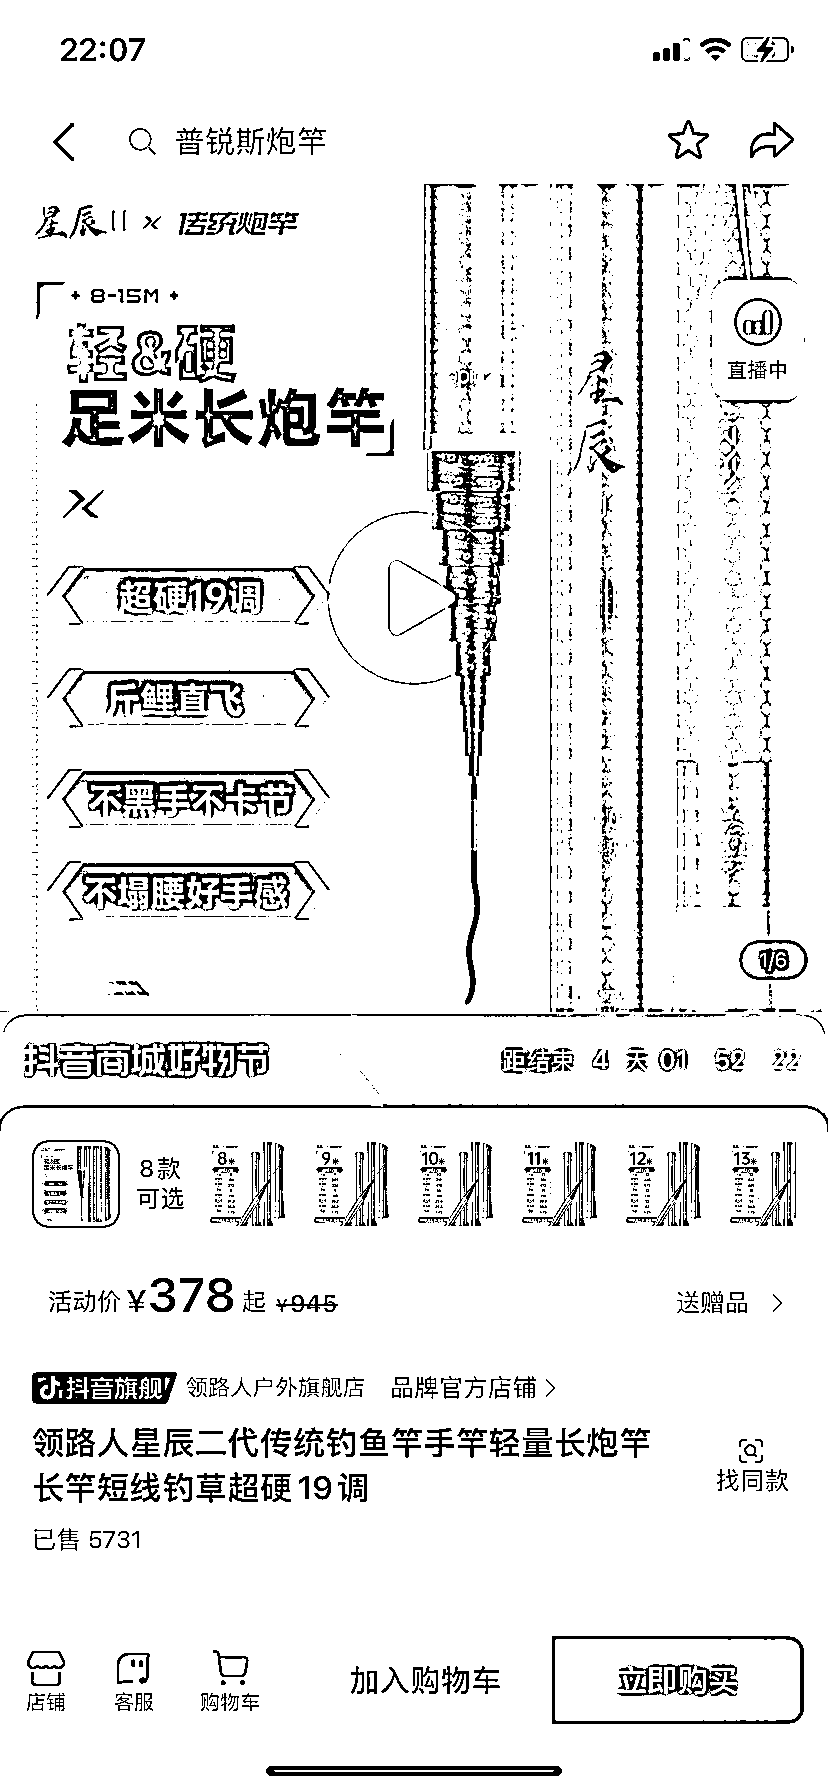 22:07
普锐斯炮竿
星辰II × 传统炮竿
8-15M
轻&硬
足米长炮竿
直播中
星辰
超硬19调
斤鲤直飞
不黑手不卡节
不塌腰好手感
1/6
抖音商城好物节
距结束 4 天 01 52 22
8款可选
8米 9米 10米 11米 12米 13米
活动价 ¥378 起 ¥945
送赠品
抖音旗舰 领路人户外旗舰店 品牌官方店铺
领路人星辰二代传统钓鱼竿手竿轻量长炮竿
长竿短线钓草超硬19调
找同款
已售 5731
店铺
客服
购物车
加入购物车
立即购买